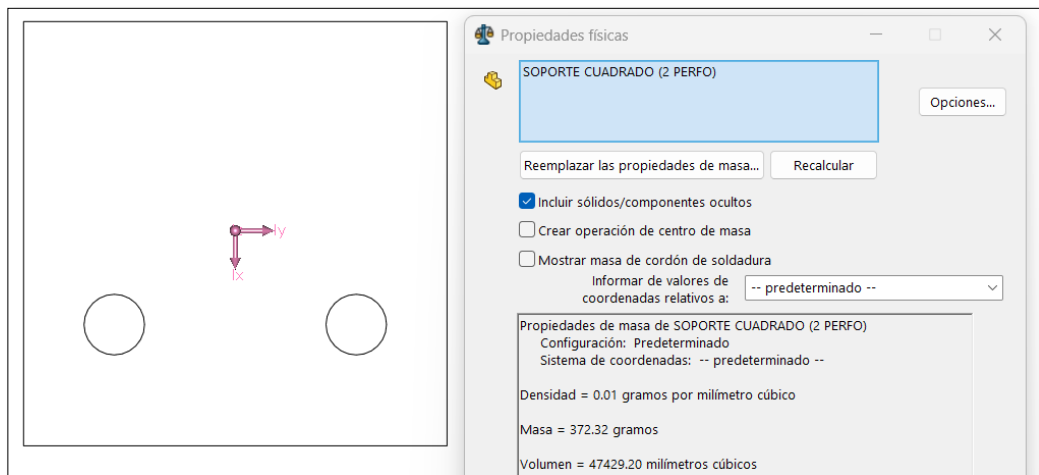 Propiedades físicas
SOPORTE CUADRADO (2 PERFO)
Opciones...
Reemplazar las propiedades de masa...
Recalcular
Incluir sólidos/componentes ocultos
Crear operación de centro de masa
Mostrar masa de cordón de soldadura
Informar de valores de
coordenadas relativos a:
-- predeterminado --
Iy
Ix
Propiedades de masa de SOPORTE CUADRADO (2 PERFO)
Configuración: Predeterminado
Sistema de coordenadas: -- predeterminado --
Densidad = 0.01 gramos por milímetro cúbico
Masa = 372.32 gramos
Volumen = 47429.20 milímetros cúbicos